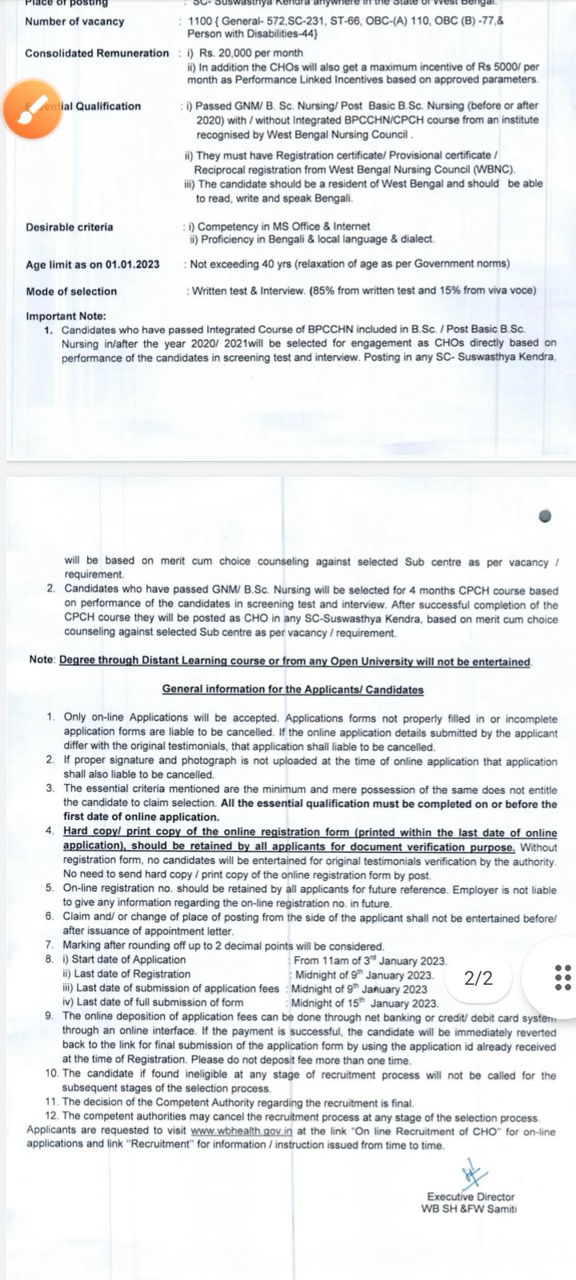 Place of posting : SC- Suswasthya Kendra anywhere in the State of West Bengal.
Number of vacancy : 1100 { General- 572,SC-231, ST-66, OBC-(A) 110, OBC (B) -77,&
Person with Disabilities-44}
Consolidated Remuneration : i) Rs. 20,000 per month
ii) In addition the CHOs will also get a maximum incentive of Rs 5000/ per
month as Performance Linked Incentives based on approved parameters.
Qualification : i) Passed GNM/ B. Sc. Nursing/ Post Basic B.Sc. Nursing (before or after
2020) with / without Integrated BPCCHN/CPCH course from an institute
recognised by West Bengal Nursing Council .
ii) They must have Registration certificate/ Provisional certificate /
Reciprocal registration from West Bengal Nursing Council (WBNC).
iii) The candidate should be a resident of West Bengal and should be able
to read, write and speak Bengali.
Desirable criteria : i) Competency in MS Office & Internet
ii) Proficiency in Bengali & local language & dialect.
Age limit as on 01.01.2023 : Not exceeding 40 yrs (relaxation of age as per Government norms)
Mode of selection : Written test & Interview. (85% from written test and 15% from viva voce)
Important Note:
1. Candidates who have passed Integrated Course of BPCCHN included in B.Sc. / Post Basic B.Sc.
Nursing in/after the year 2020/ 2021will be selected for engagement as CHOs directly based on
performance of the candidates in screening test and interview. Posting in any SC- Suswasthya Kendra,
will be based on merit cum choice counseling against selected Sub centre as per vacancy /
requirement.
2. Candidates who have passed GNM/ B.Sc. Nursing will be selected for 4 months CPCH course based
on performance of the candidates in screening test and interview. After successful completion of the
CPCH course they will be posted as CHO in any SC-Suswasthya Kendra, based on merit cum choice
counseling against selected Sub centre as per vacancy / requirement.
Note: Degree through Distant Learning course or from any Open University will not be entertained.
General information for the Applicants/ Candidates
1. Only on-line Applications will be accepted. Applications forms not properly filled in or incomplete
application forms are liable to be cancelled. If the online application details submitted by the applicant
differ with the original testimonials, that application shall liable to be cancelled.
2. If proper signature and photograph is not uploaded at the time of online application that application
shall also liable to be cancelled.
3. The essential criteria mentioned are the minimum and mere possession of the same does not entitle
the candidate to claim selection. All the essential qualification must be completed on or before the
first date of online application.
4. Hard copy/ print copy of the online registration form (printed within the last date of online
application), should be retained by all applicants for document verification purpose. Without
registration form, no candidates will be entertained for original testimonials verification by the authority.
No need to send hard copy / print copy of the online registration form by post.
5. On-line registration no. should be retained by all applicants for future reference. Employer is not liable
to give any information regarding the on-line registration no. in future.
6. Claim and/ or change of place of posting from the side of the applicant shall not be entertained before/
after issuance of appointment letter.
7. Marking after rounding off up to 2 decimal points will be considered.
8. i) Start date of Application : From 11am of 3rd January 2023.
ii) Last date of Registration : Midnight of 9th January 2023.
iii) Last date of submission of application fees : Midnight of 9th January 2023
iv) Last date of full submission of form : Midnight of 15th January 2023.
2/2
9. The online deposition of application fees can be done through net banking or credit/ debit card system
through an online interface. If the payment is successful, the candidate will be immediately reverted
back to the link for final submission of the application form by using the application id already received
at the time of Registration. Please do not deposit fee more than one time.
10. The candidate if found ineligible at any stage of recruitment process will not be called for the
subsequent stages of the selection process.
11. The decision of the Competent Authority regarding the recruitment is final.
12. The competent authorities may cancel the recruitment process at any stage of the selection process.
Applicants are requested to visit www.wbhealth.gov.in at the link "On line Recruitment of CHO" for on-line
applications and link "Recruitment" for information / instruction issued from time to time.
Executive Director
WB SH &FW Samiti